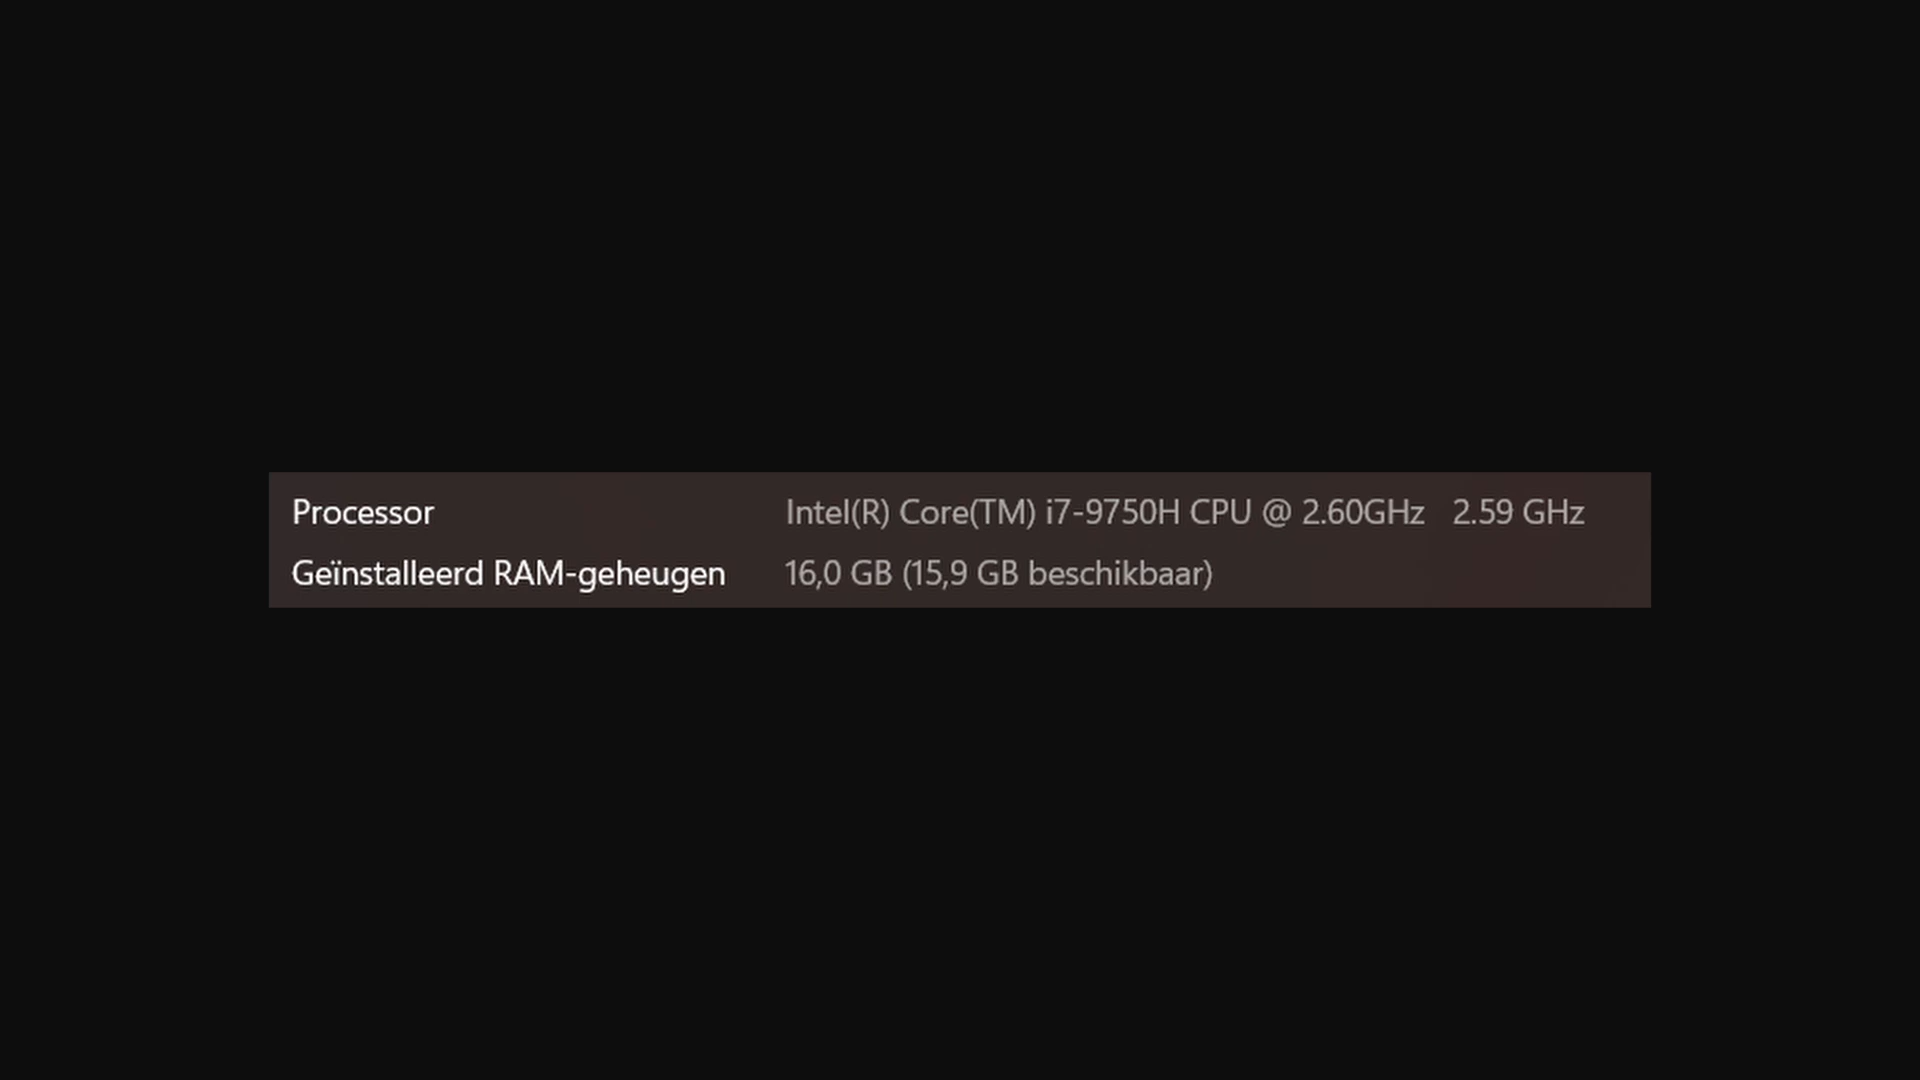 Processor Intel(R) Core(TM) i7-9750H CPU @ 2.60GHz 2.59 GHz
Geïnstalleerd RAM-geheugen 16,0 GB (15,9 GB beschikbaar)